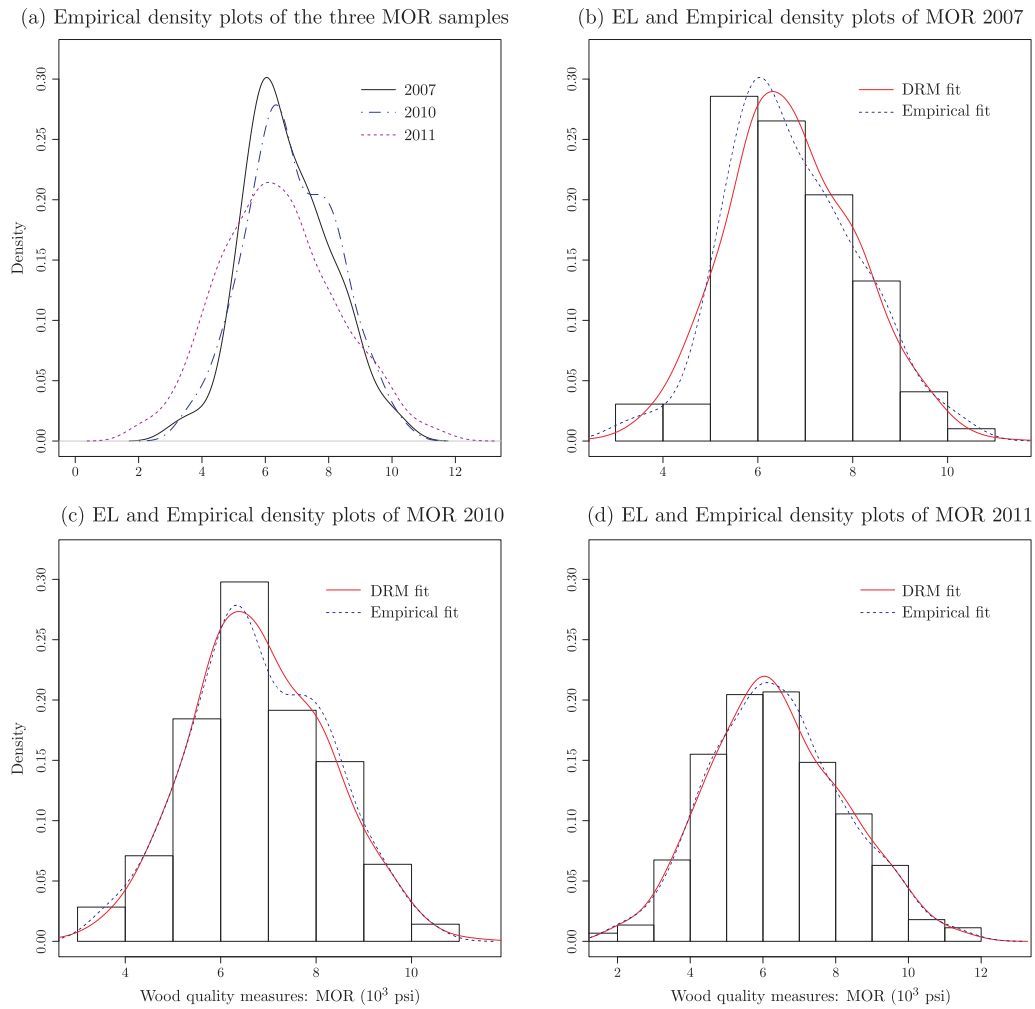 (a) Empirical density plots of the three MOR samples
Density
0.00 0.05 0.10 0.15 0.20 0.25 0.30
2007
2010
2011
0 2 4 6 8 10 12
(b) EL and Empirical density plots of MOR 2007
0.00 0.05 0.10 0.15 0.20 0.25 0.30
DRM fit
Empirical fit
4 6 8 10
(c) EL and Empirical density plots of MOR 2010
Density
0.00 0.05 0.10 0.15 0.20 0.25 0.30
DRM fit
Empirical fit
4 6 8 10
Wood quality measures: MOR (10³ psi)
(d) EL and Empirical density plots of MOR 2011
0.00 0.05 0.10 0.15 0.20 0.25 0.30
DRM fit
Empirical fit
2 4 6 8 10 12
Wood quality measures: MOR (10³ psi)